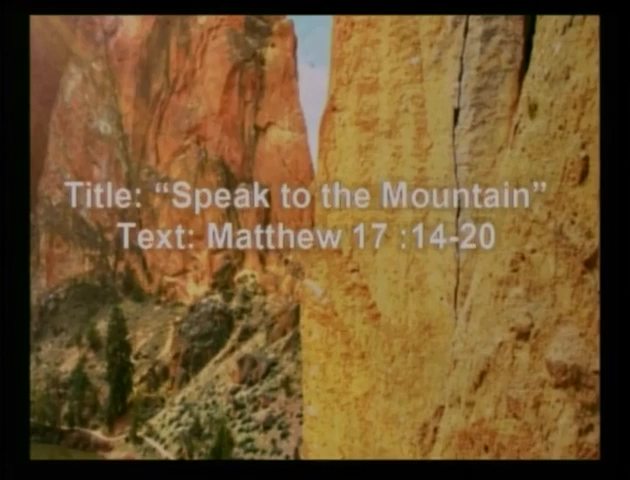 Title: “Speak to the Mountain”
Text: Matthew 17 :14-20